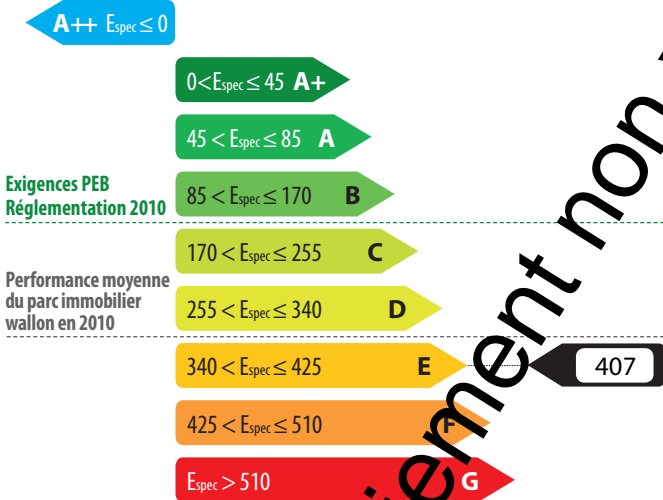 A++ Espec ≤ 0
0<Espec ≤ 45 A+
45 < Espec ≤ 85 A
Exigences PEB
Réglementation 2010
85 < Espec ≤ 170 B
170 < Espec ≤ 255 C
Performance moyenne
du parc immobilier
wallon en 2010
255 < Espec ≤ 340 D
340 < Espec ≤ 425 E
407
425 < Espec ≤ 510 F
Espec > 510 G
non